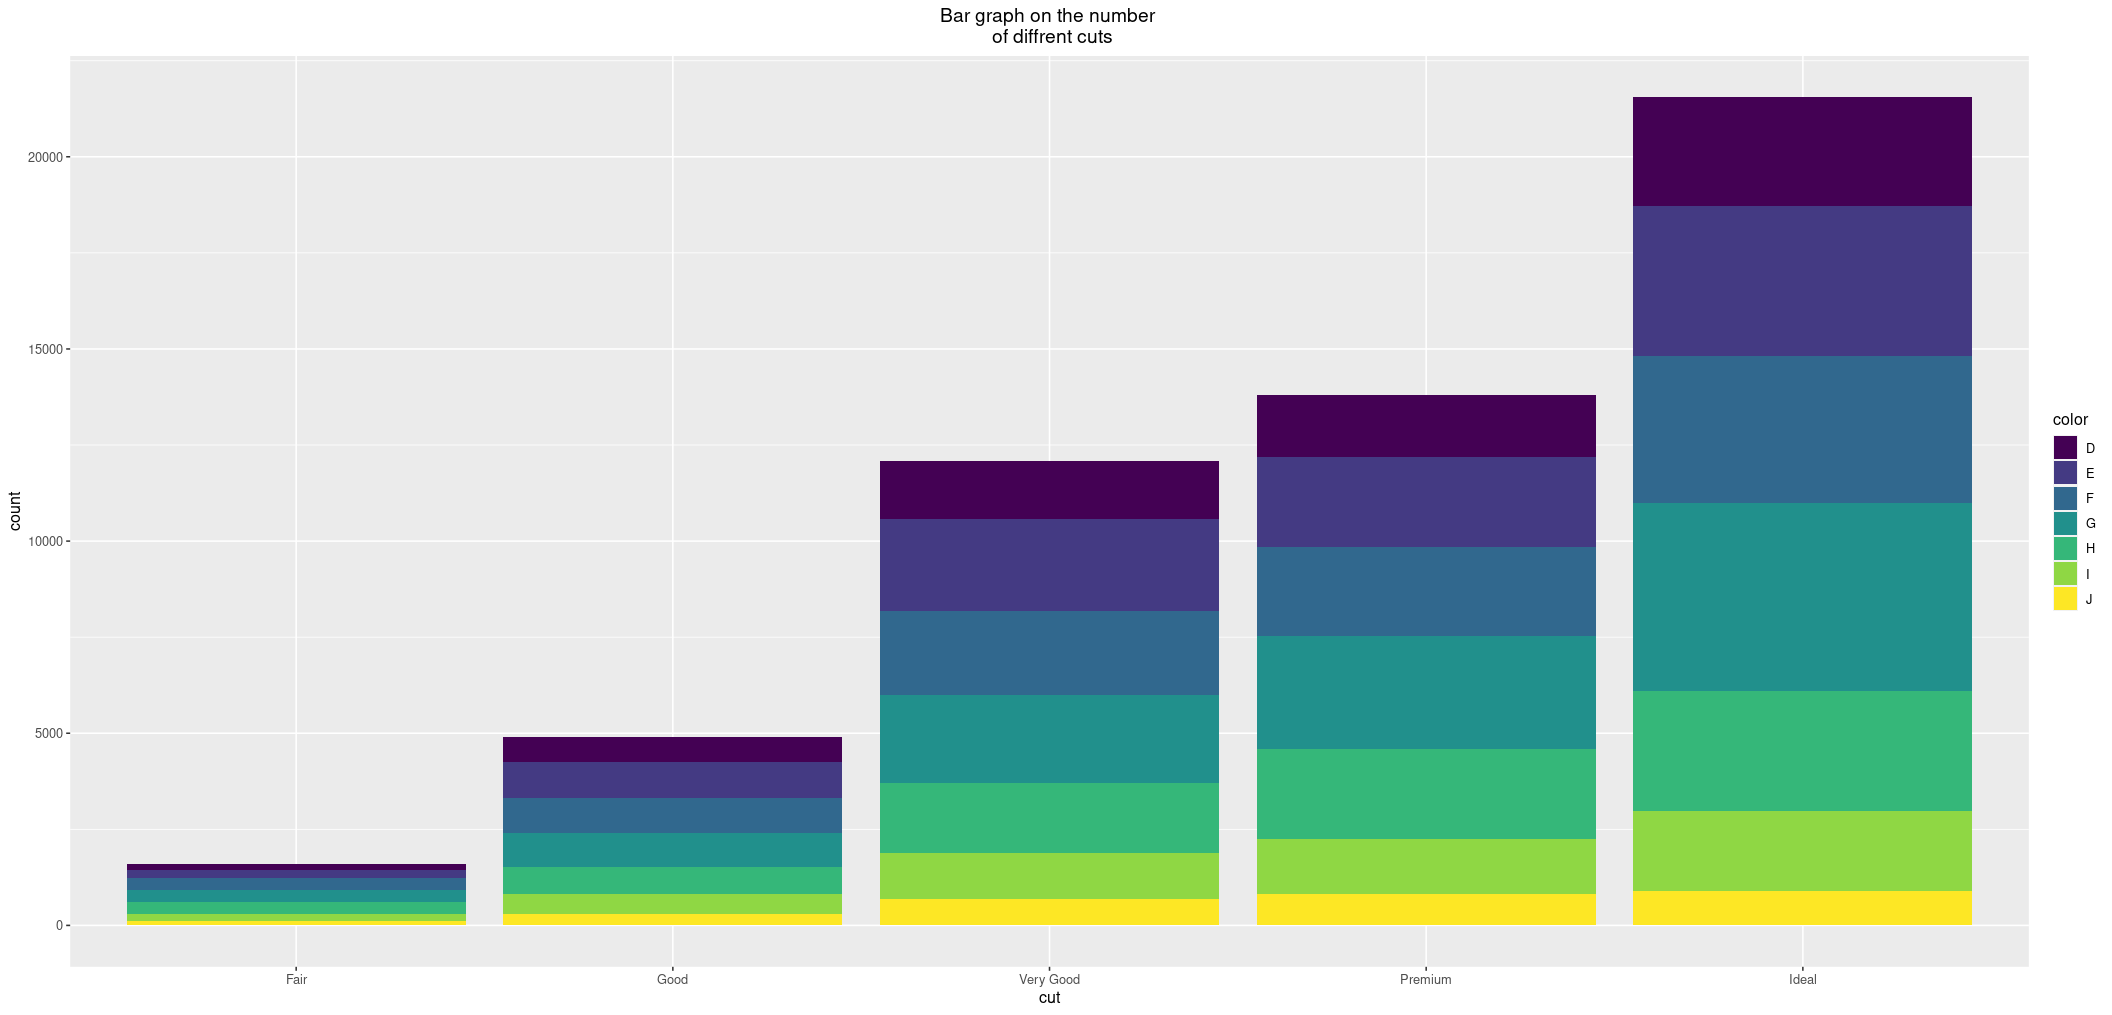 Bar graph on the number
of diffrent cuts
count
20000
15000
10000
5000
0
Fair
Good
Very Good
Premium
Ideal
cut
color
D
E
F
G
H
I
J